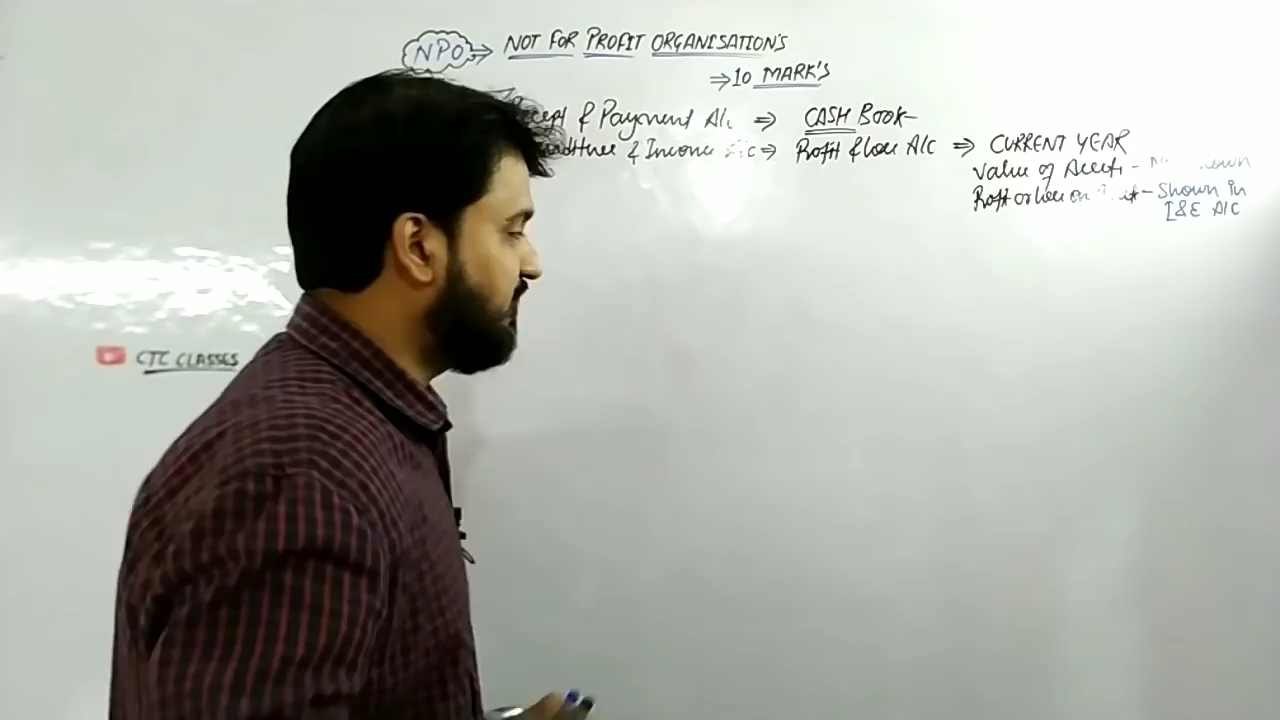 NPO ⇒ NOT FOR PROFIT ORGANISATION'S
⇒ 10 MARK'S
& Payment A/c ⇒ CASH BOOK
& Income A/c ⇒ Profit & loss A/C ⇒ CURRENT YEAR
Value of Assets -
Profit or loss on - Shown in
I&E A/C
CTC CLASSES